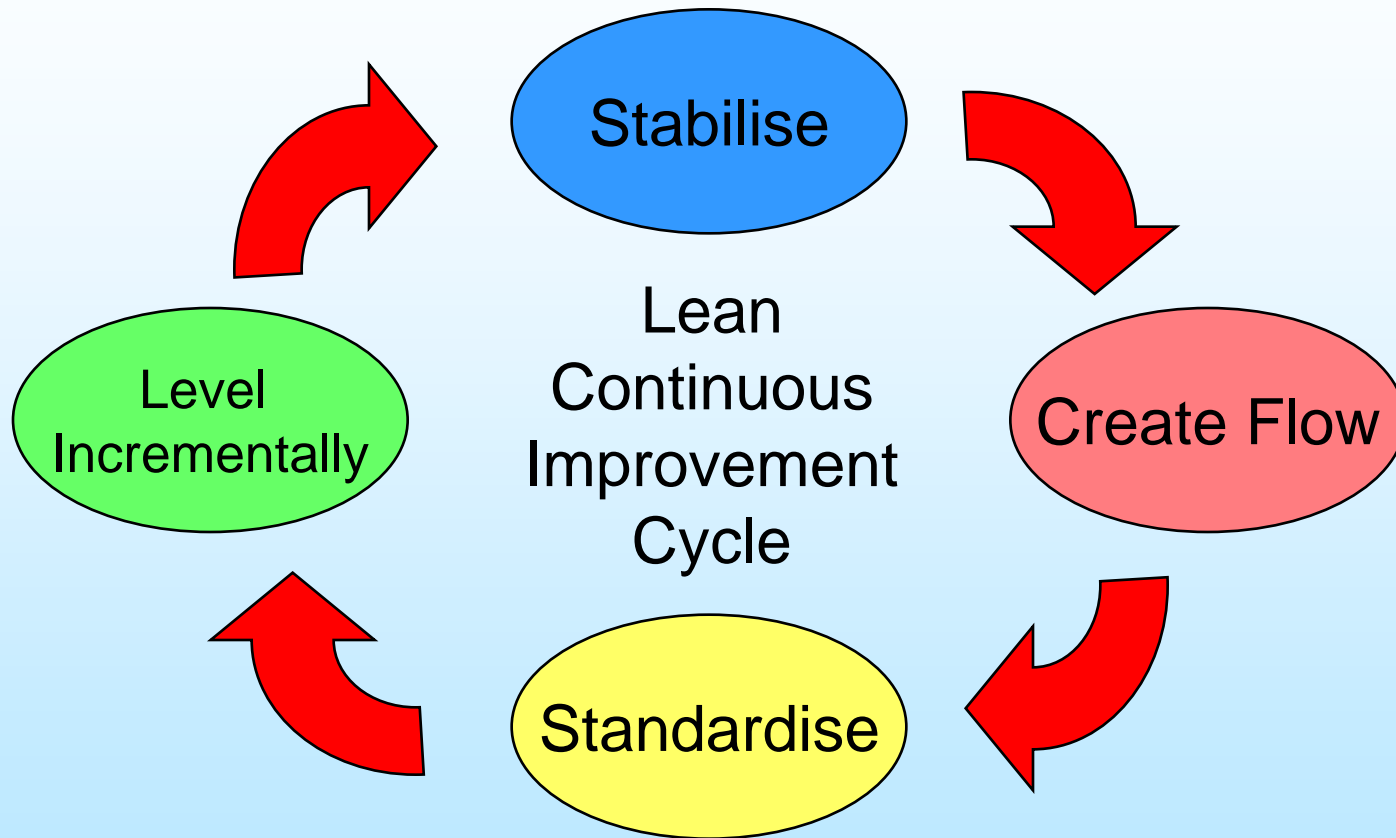 Stabilise
Lean
Continuous
Improvement
Cycle
Level
Incrementally
Create Flow
Standardise